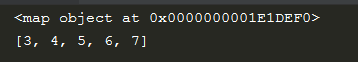 <map object at 0x0000000001E1DEF0>
[3, 4, 5, 6, 7]